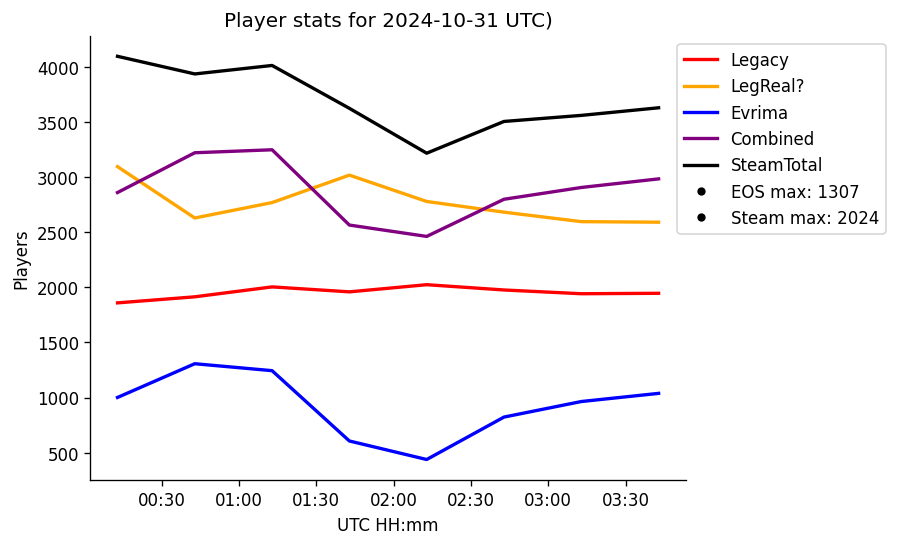 Player stats for 2024-10-31 UTC)
Players
4000
3500
3000
2500
2000
1500
1000
500
00:30 01:00 01:30 02:00 02:30 03:00 03:30
UTC HH:mm
Legacy
LegReal?
Evrima
Combined
SteamTotal
EOS max: 1307
Steam max: 2024